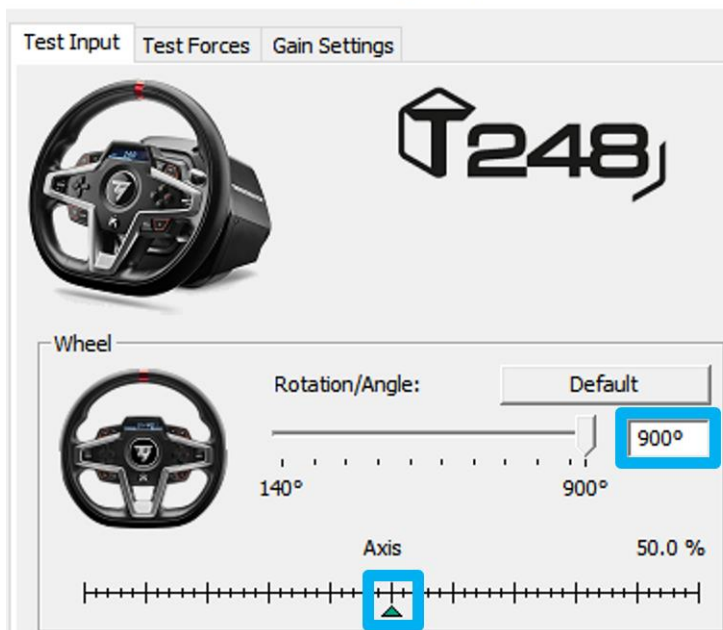 Test Input Test Forces Gain Settings
T248
Wheel
Rotation/Angle: Default
900°
140° 900°
Axis 50.0 %